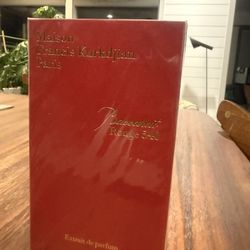 Maison
Francis Kurkdjian
Paris
Baccarat
Rouge 540
Extrait de parfum